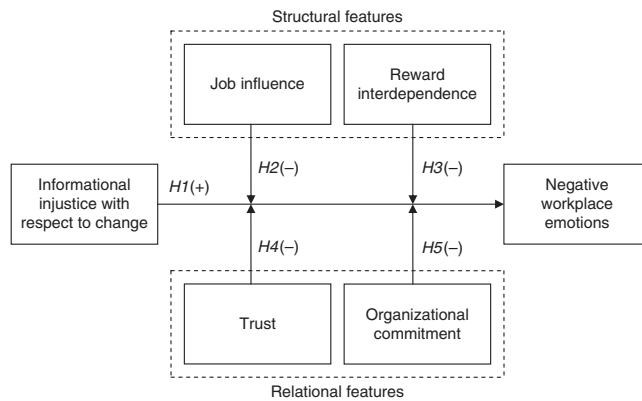 Structural features
Job influence
Reward
interdependence
H2(–)
H3(–)
Informational
injustice with
respect to change
H1(+)
Negative
workplace
emotions
H4(–)
H5(–)
Trust
Organizational
commitment
Relational features